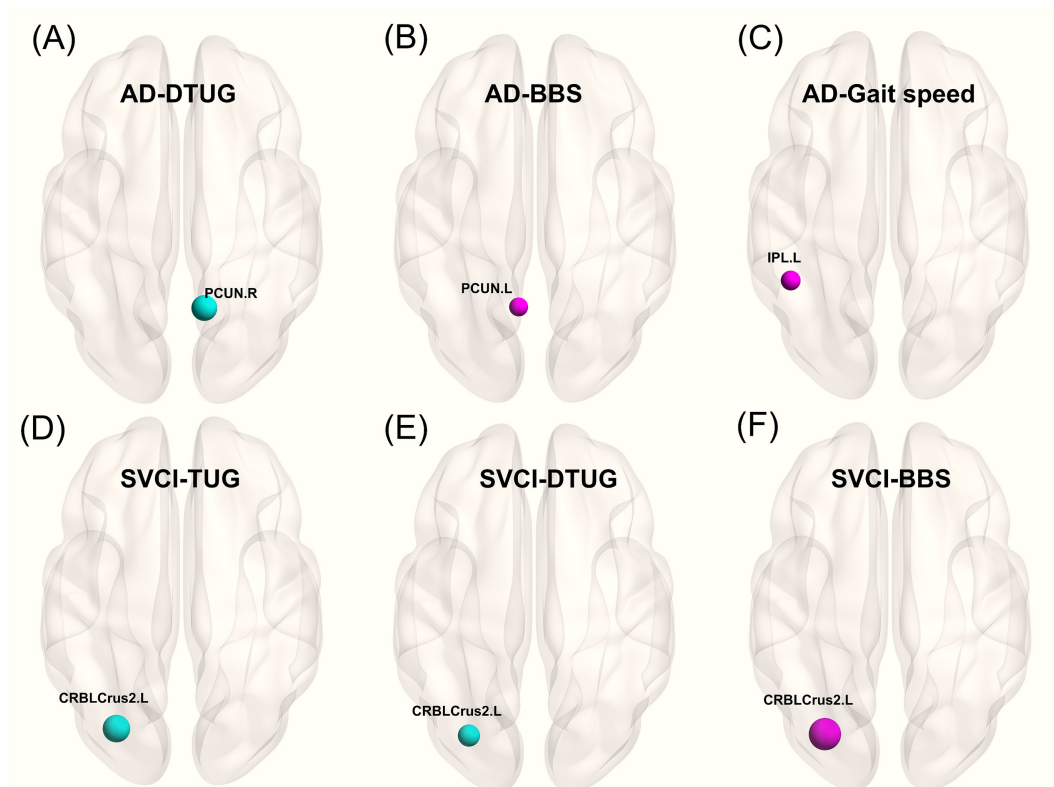 (A)
AD-DTUG
PCUN.R
(B)
AD-BBS
PCUN.L
(C)
AD-Gait speed
IPL.L
(D)
SVCI-TUG
CRBLCrus2.L
(E)
SVCI-DTUG
CRBLCrus2.L
(F)
SVCI-BBS
CRBLCrus2.L